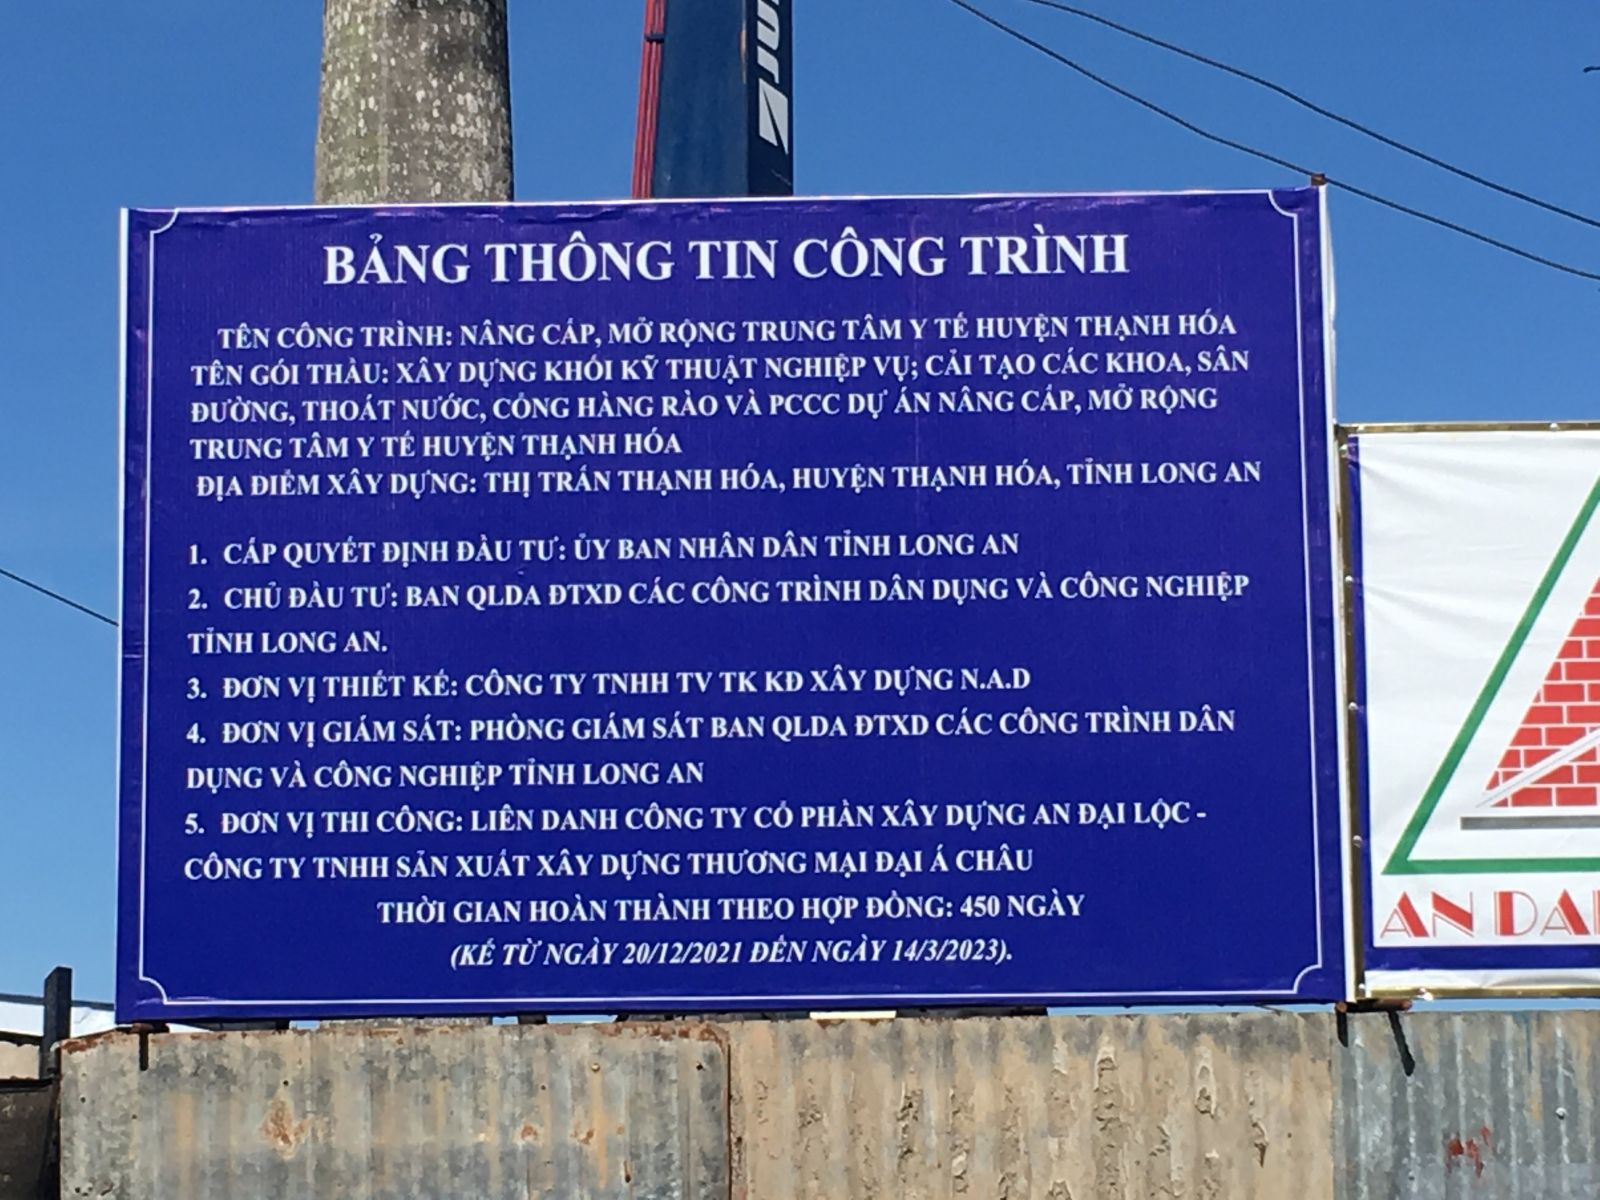 BẢNG THÔNG TIN CÔNG TRÌNH
TÊN CÔNG TRÌNH: NÂNG CẤP, MỞ RỘNG TRUNG TÂM Y TẾ HUYỆN THẠNH HÓA
TÊN GÓI THẦU: XÂY DỰNG KHỐI KỸ THUẬT NGHIỆP VỤ; CẢI TẠO CÁC KHOA, SÂN
ĐƯỜNG, THOÁT NƯỚC, CỔNG HÀNG RÀO VÀ PCCC DỰ ÁN NÂNG CẤP, MỞ RỘNG
TRUNG TÂM Y TẾ HUYỆN THẠNH HÓA
ĐỊA ĐIỂM XÂY DỰNG: THỊ TRẤN THẠNH HÓA, HUYỆN THẠNH HÓA, TỈNH LONG AN
1. CẤP QUYẾT ĐỊNH ĐẦU TƯ: ỦY BAN NHÂN DÂN TỈNH LONG AN
2. CHỦ ĐẦU TƯ: BAN QLDA ĐTXD CÁC CÔNG TRÌNH DÂN DỤNG VÀ CÔNG NGHIỆP
TỈNH LONG AN.
3. ĐƠN VỊ THIẾT KẾ: CÔNG TY TNHH TV TK KĐ XÂY DỰNG N.A.D
4. ĐƠN VỊ GIÁM SÁT: PHÒNG GIÁM SÁT BAN QLDA ĐTXD CÁC CÔNG TRÌNH DÂN
DỤNG VÀ CÔNG NGHIỆP TỈNH LONG AN
5. ĐƠN VỊ THI CÔNG: LIÊN DANH CÔNG TY CỔ PHẦN XÂY DỰNG AN ĐẠI LỘC -
CÔNG TY TNHH SẢN XUẤT XÂY DỰNG THƯƠNG MẠI ĐẠI Á CHÂU
THỜI GIAN HOÀN THÀNH THEO HỢP ĐỒNG: 450 NGÀY
(KỂ TỪ NGÀY 20/12/2021 ĐẾN NGÀY 14/3/2023).
AN DAI